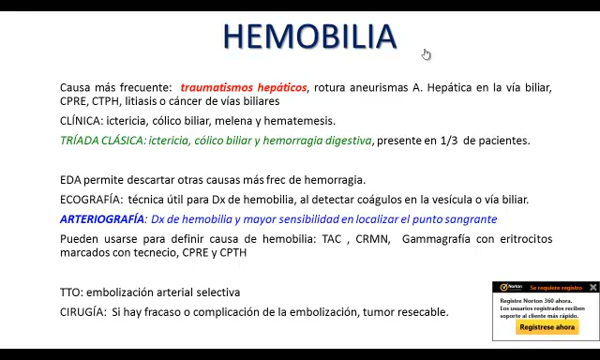 HEMOBILIA
Causa más frecuente: traumatismos hepáticos, rotura aneurismas A. Hepática en la vía biliar,
CPRE, CTPH, litiasis o cáncer de vías biliares
CLÍNICA: ictericia, cólico biliar, melena y hematemesis.
TRÍADA CLÁSICA: ictericia, cólico biliar y hemorragia digestiva, presente en 1/3 de pacientes.
EDA permite descartar otras causas más frec de hemorragia.
ECOGRAFÍA: técnica útil para Dx de hemobilia, al detectar coágulos en la vesícula o vía biliar.
ARTERIOGRAFÍA: Dx de hemobilia y mayor sensibilidad en localizar el punto sangrante
Pueden usarse para definir causa de hemobilia: TAC , CRMN, Gammagrafía con eritrocitos
marcados con tecnecio, CPRE y CPTH
TTO: embolización arterial selectiva
CIRUGÍA: Si hay fracaso o complicación de la embolización, tumor resecable.
Norton Se requiere registro
Registre Norton 360 ahora.
Los usuarios registrados reciben
soporte al cliente más rápido.
Regístrese ahora